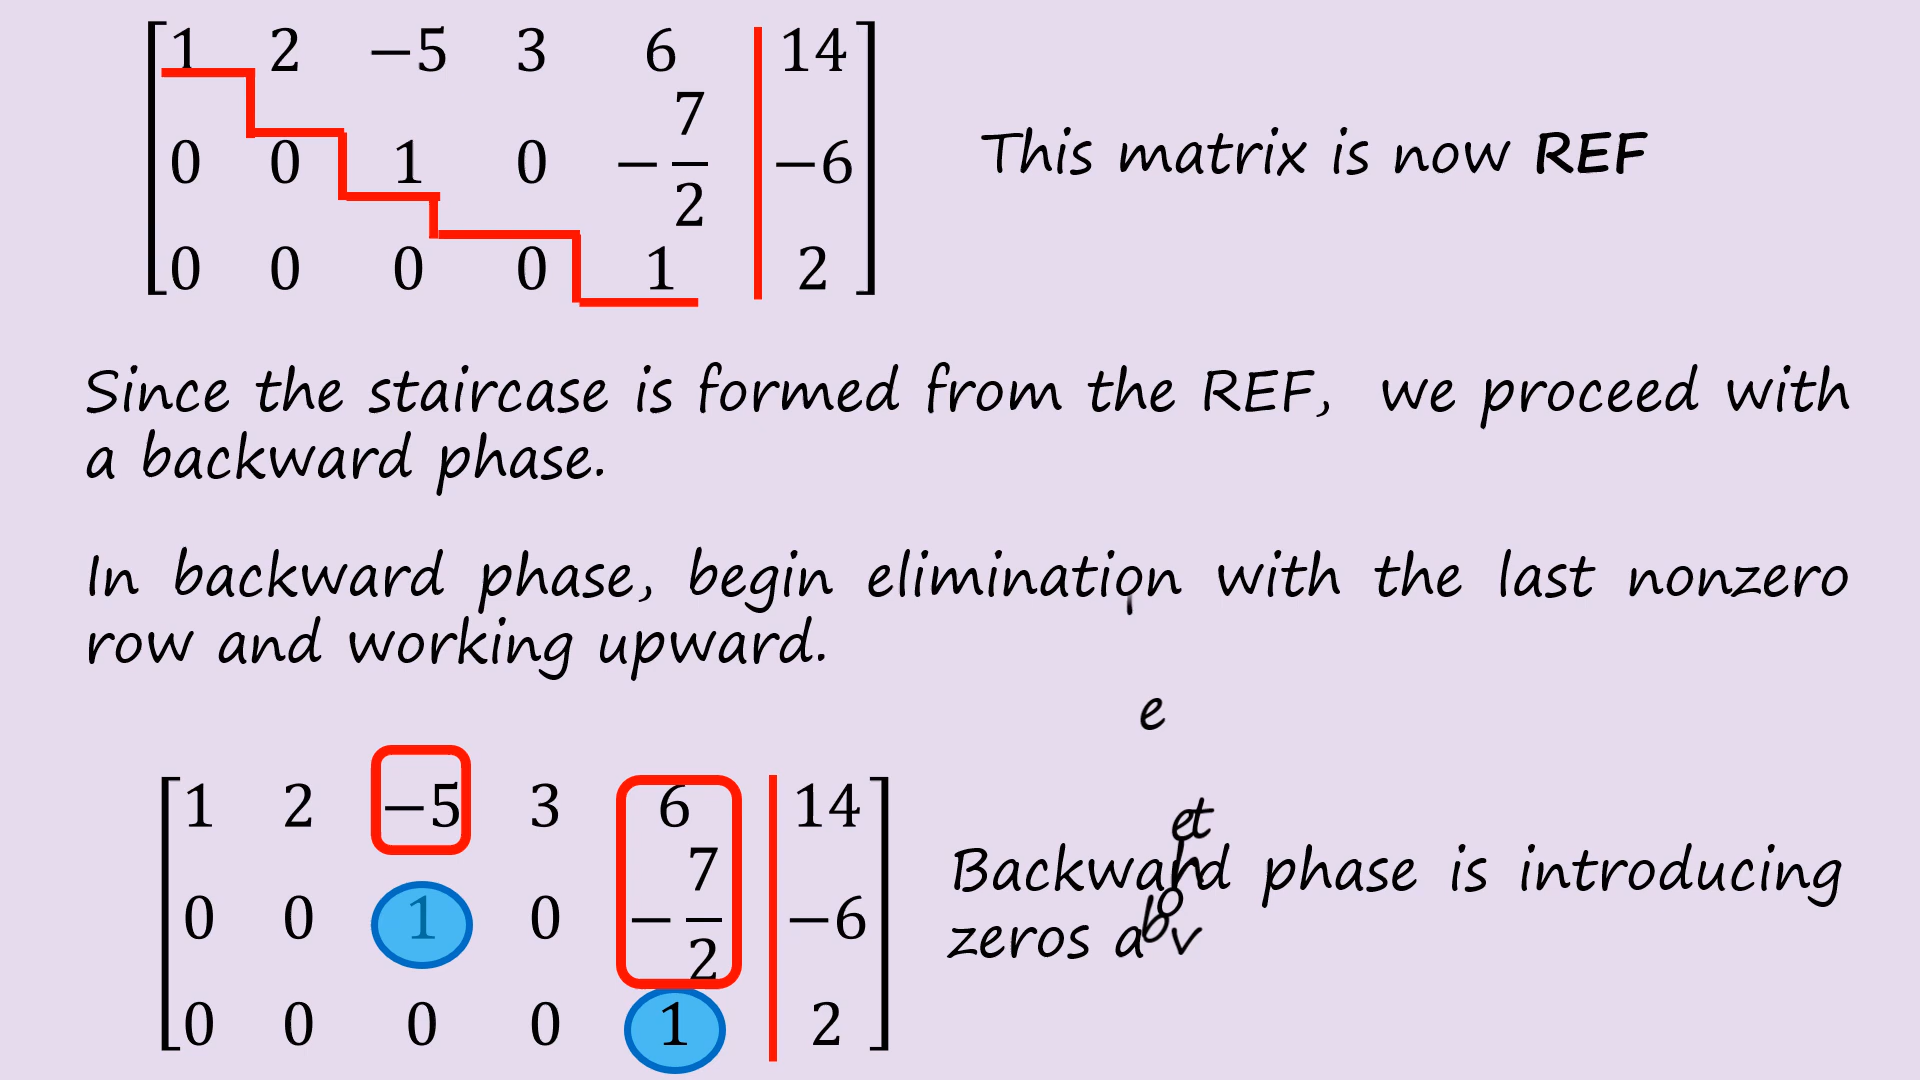 [1 2 −5 3 6 | 14]
[0 0 1 0 −7/2 | −6]
[0 0 0 0 1 | 2]
This matrix is now REF
Since the staircase is formed from the REF, we proceed with
a backward phase.
In backward phase, begin elimination with the last nonzero
row and working upward.
[1 2 −5 3 6 | 14]
[0 0 1 0 −7/2 | −6]
[0 0 0 0 1 | 2]
Backward phase is introducing
zeros